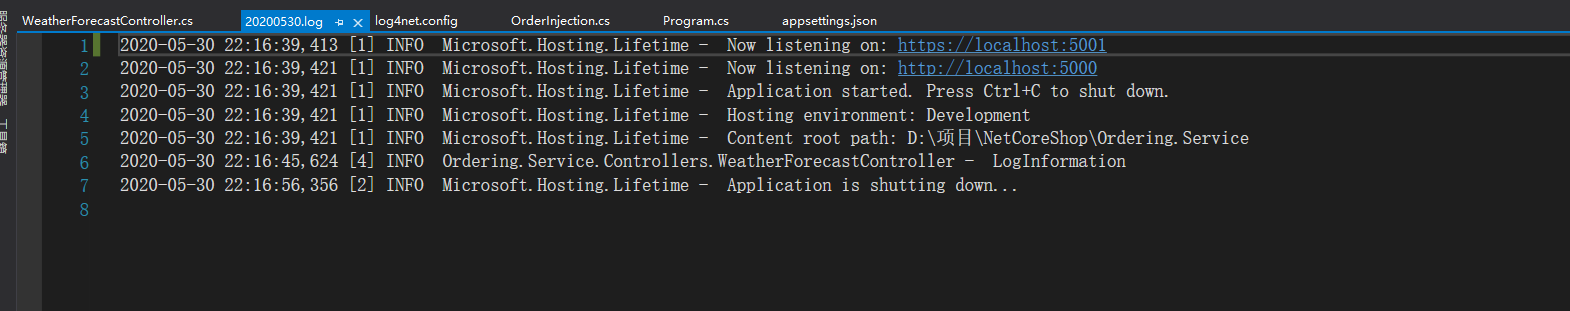 WeatherForecastController.cs 20200530.log log4net.config OrderInjection.cs Program.cs appsettings.json
1 2020-05-30 22:16:39,413 [1] INFO  Microsoft.Hosting.Lifetime -  Now listening on: https://localhost:5001
2 2020-05-30 22:16:39,421 [1] INFO  Microsoft.Hosting.Lifetime -  Now listening on: http://localhost:5000
3 2020-05-30 22:16:39,421 [1] INFO  Microsoft.Hosting.Lifetime -  Application started. Press Ctrl+C to shut down.
4 2020-05-30 22:16:39,421 [1] INFO  Microsoft.Hosting.Lifetime -  Hosting environment: Development
5 2020-05-30 22:16:39,421 [1] INFO  Microsoft.Hosting.Lifetime -  Content root path: D:\项目\NetCoreShop\Ordering.Service
6 2020-05-30 22:16:45,624 [4] INFO  Ordering.Service.Controllers.WeatherForecastController -  LogInformation
7 2020-05-30 22:16:56,356 [2] INFO  Microsoft.Hosting.Lifetime -  Application is shutting down...
8